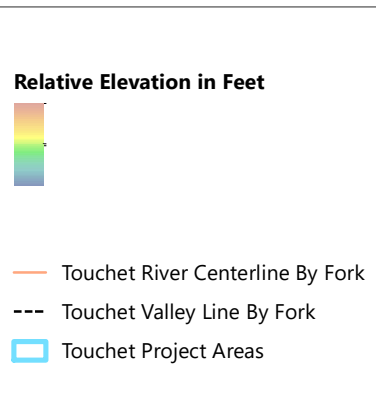 Relative Elevation in Feet
Touchet River Centerline By Fork
Touchet Valley Line By Fork
Touchet Project Areas